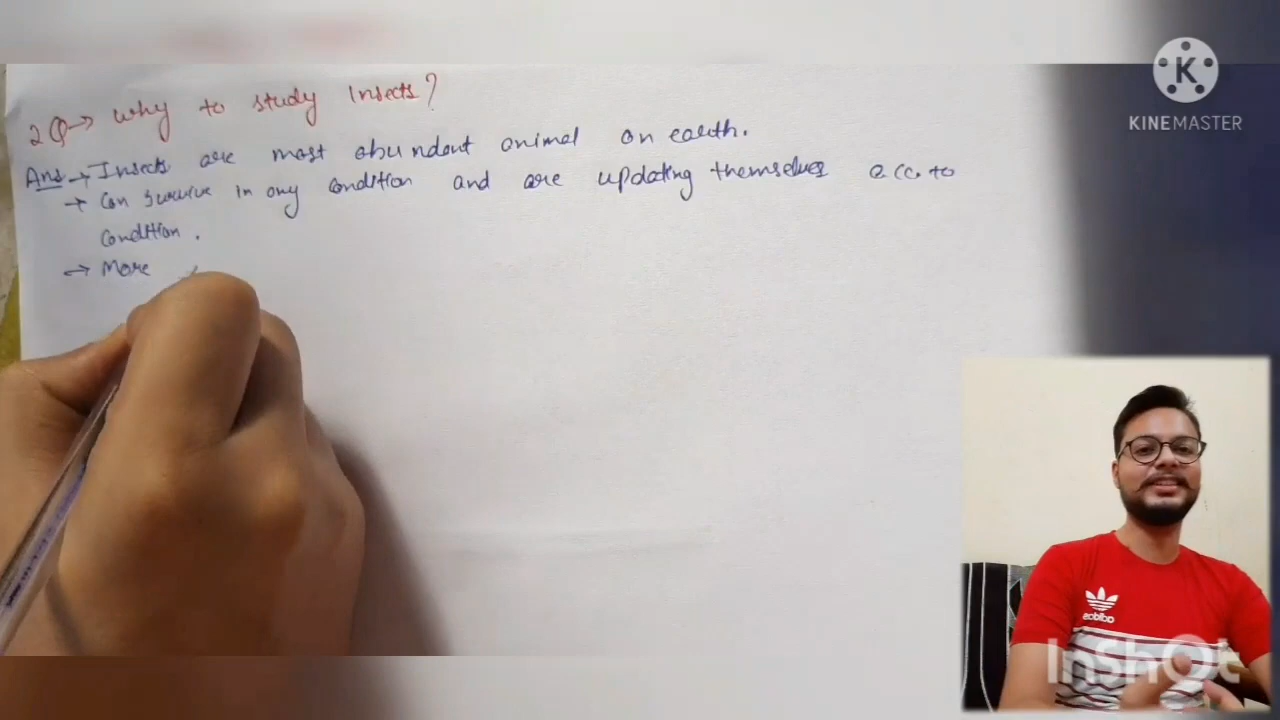 2Q→ Why to study Insects?
Ans → Insects are most abundant animal on earth.
→ Can survive in any condition and are updating themselves acc. to
condition.
→ More
K
KINEMASTER
adidas
InShOt